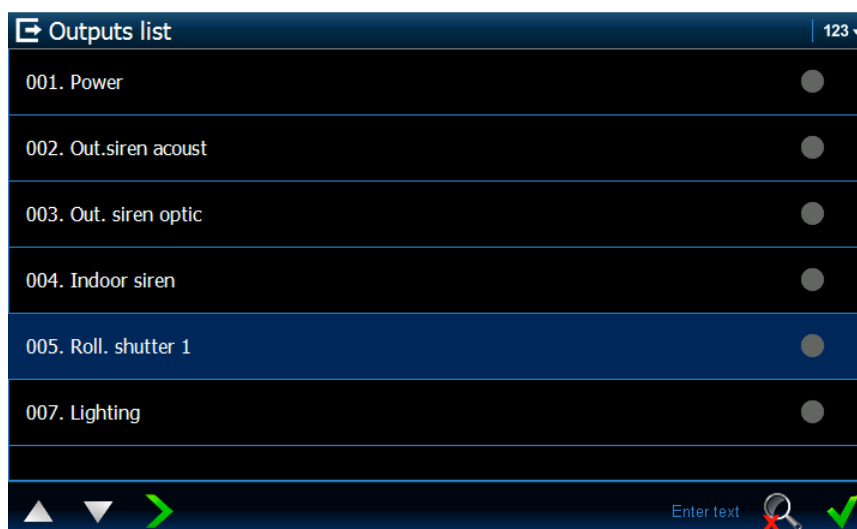 Outputs list
123
001. Power
002. Out.siren acoust
003. Out. siren optic
004. Indoor siren
005. Roll. shutter 1
007. Lighting
Enter text